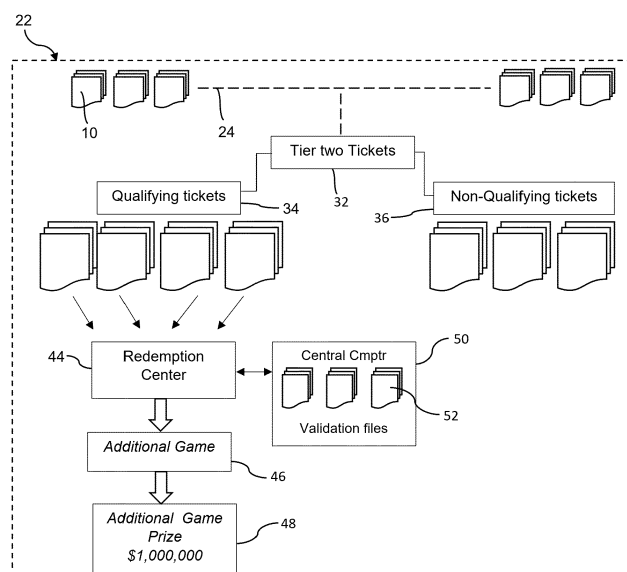 22
10
24
Tier two Tickets
32
Qualifying tickets
34
Non-Qualifying tickets
36
44
Redemption
Center
Central Cmptr
50
52
Validation files
Additional Game
46
Additional Game
Prize
$1,000,000
48